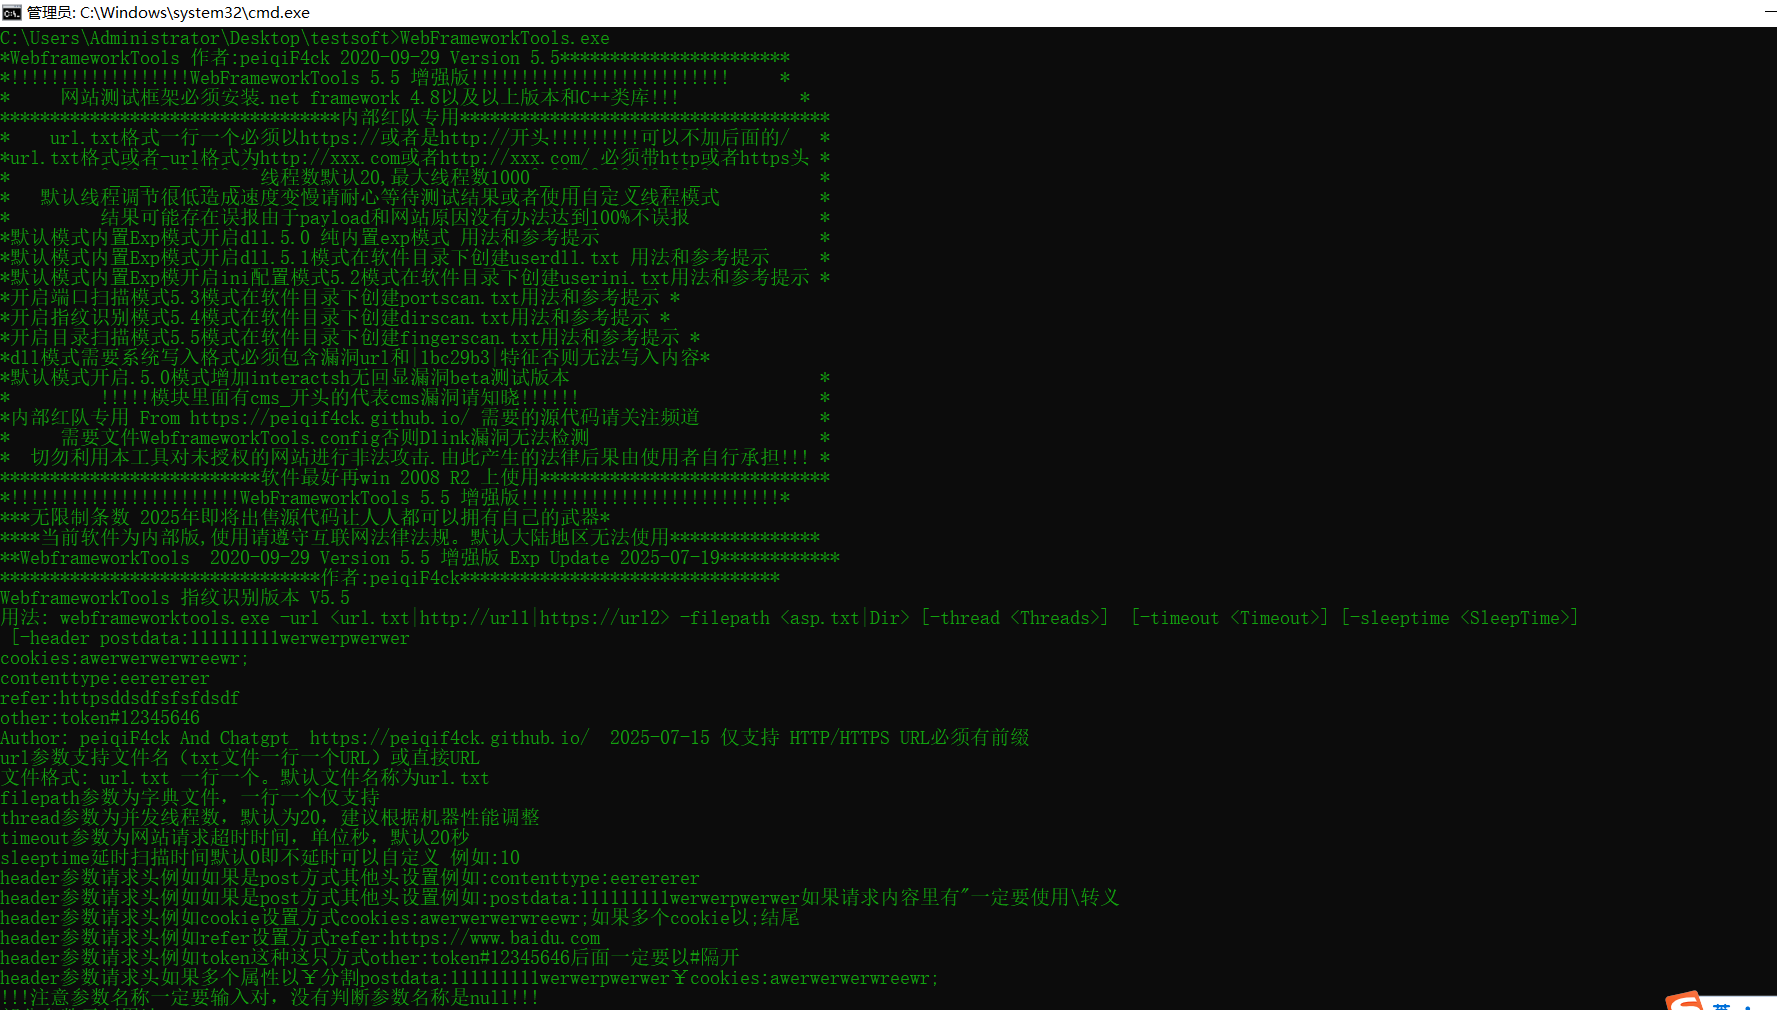 管理员: C:\Windows\system32\cmd.exe
C:\Users\Administrator\Desktop\testsoft>WebFrameworkTools.exe
*WebframeworkTools 作者:peiqiF4ck 2020-09-29 Version 5.5***********************
*!!!!!!!!!!!!!!!!!!WebFrameworkTools 5.5 增强版!!!!!!!!!!!!!!!!!!!!!!!!!!     *
*     网站测试框架必须安装.net framework 4.8以及以上版本和C++类库!!!            *
**********************************内部红队专用*************************************
*    url.txt格式一行一个必须以https://或者是http://开头!!!!!!!!!可以不加后面的/   *
*url.txt格式或者-url格式为http://xxx.com或者http://xxx.com/ 必须带http或者https头 *
*          _  _  _  _  _  线程数默认20,最大线程数1000 _  _  _  _  _  _            *
*   默认线程调节很低造成速度变慢请耐心等待测试结果或者使用自定义线程模式          *
*         结果可能存在误报由于payload和网站原因没有办法达到100%不误报             *
*默认模式内置Exp模式开启dll.5.0 纯内置exp模式 用法和参考提示                      *
*默认模式内置Exp模式开启dll.5.1模式在软件目录下创建userdll.txt 用法和参考提示     *
*默认模式内置Exp模开启ini配置模式5.2模式在软件目录下创建userini.txt用法和参考提示 *
*开启端口扫描模式5.3模式在软件目录下创建portscan.txt用法和参考提示 *
*开启指纹识别模式5.4模式在软件目录下创建dirscan.txt用法和参考提示 *
*开启目录扫描模式5.5模式在软件目录下创建fingerscan.txt用法和参考提示 *
*dll模式需要系统写入格式必须包含漏洞url和|1bc29b3|特征否则无法写入内容*
*默认模式开启.5.0模式增加interactsh无回显漏洞beta测试版本                         *
*         !!!!!模块里面有cms_开头的代表cms漏洞请知晓!!!!!!                        *
*内部红队专用 From https://peiqif4ck.github.io/ 需要的源代码请关注频道            *
*     需要文件WebframeworkTools.config否则Dlink漏洞无法检测                       *
*  切勿利用本工具对未授权的网站进行非法攻击.由此产生的法律后果由使用者自行承担!!! *
**************************软件最好再win 2008 R2 上使用*****************************
*!!!!!!!!!!!!!!!!!!!!!!!WebFrameworkTools 5.5 增强版!!!!!!!!!!!!!!!!!!!!!!!!!!*
***无限制条数 2025年即将出售源代码让人人都可以拥有自己的武器*
****当前软件为内部版,使用请遵守互联网法律法规。默认大陆地区无法使用***************
**WebframeworkTools  2020-09-29 Version 5.5 增强版 Exp Update 2025-07-19************
********************************作者:peiqiF4ck********************************
WebframeworkTools 指纹识别版本 V5.5
用法: webframeworktools.exe -url <url.txt|http://url1|https://url2> -filepath <asp.txt|Dir> [-thread <Threads>]  [-timeout <Timeout>] [-sleeptime <SleepTime>]
[-header postdata:111111111werwerpwerwer
cookies:awerwerwerwreewr;
contenttype:eerererer
refer:httpsddsdfsfsfdsdf
other:token#12345646
Author: peiqiF4ck And Chatgpt  https://peiqif4ck.github.io/  2025-07-15 仅支持 HTTP/HTTPS URL必须有前缀
url参数支持文件名（txt文件一行一个URL）或直接URL
文件格式: url.txt 一行一个。默认文件名称为url.txt
filepath参数为字典文件，一行一个仅支持
thread参数为并发线程数，默认为20，建议根据机器性能调整
timeout参数为网站请求超时时间，单位秒，默认20秒
sleeptime延时扫描时间默认0即不延时可以自定义 例如:10
header参数请求头例如如果是post方式其他头设置例如:contenttype:eerererer
header参数请求头例如如果是post方式其他头设置例如:postdata:111111111werwerpwerwer如果请求内容里有"一定要使用\转义
header参数请求头例如cookie设置方式cookies:awerwerwerwreewr;如果多个cookie以;结尾
header参数请求头例如refer设置方式refer:https://www.baidu.com
header参数请求头例如token这种这只方式other:token#12345646后面一定要以#隔开
header参数请求头如果多个属性以￥分割postdata:111111111werwerpwerwer￥cookies:awerwerwerwreewr;
!!!注意参数名称一定要输入对，没有判断参数名称是null!!!